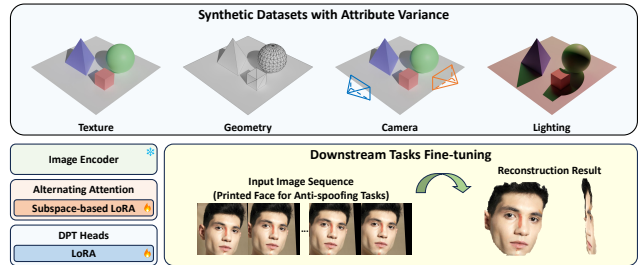 Synthetic Datasets with Attribute Variance
Texture
Geometry
Camera
Lighting
Image Encoder
Alternating Attention
Subspace-based LoRA
DPT Heads
LoRA
Downstream Tasks Fine-tuning
Input Image Sequence
(Printed Face for Anti-spoofing Tasks)
...
Reconstruction Result